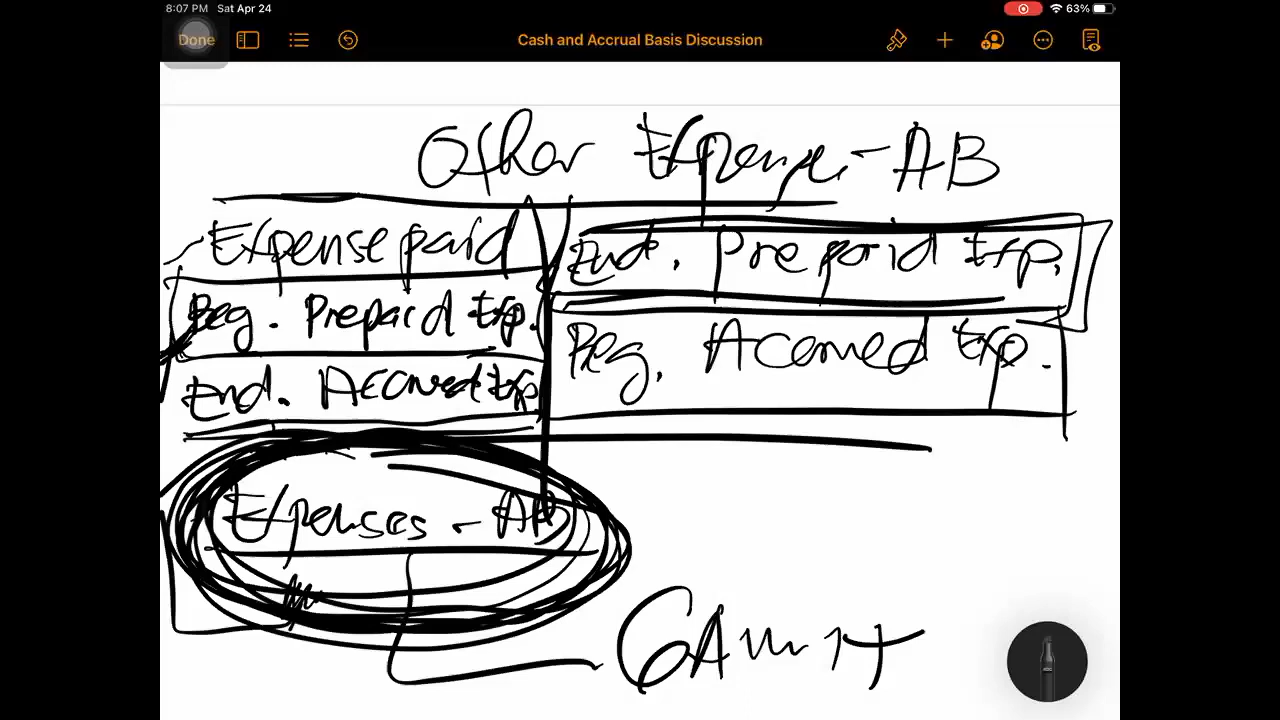 8:07 PM Sat Apr 24
63%
Done
Cash and Accrual Basis Discussion
Other Expense - AB
Expense paid
Beg. Prepaid Exp.
End. Accrued Exp
End. Prepaid Exp.
Beg. Accrued Exp.
Expenses - AB